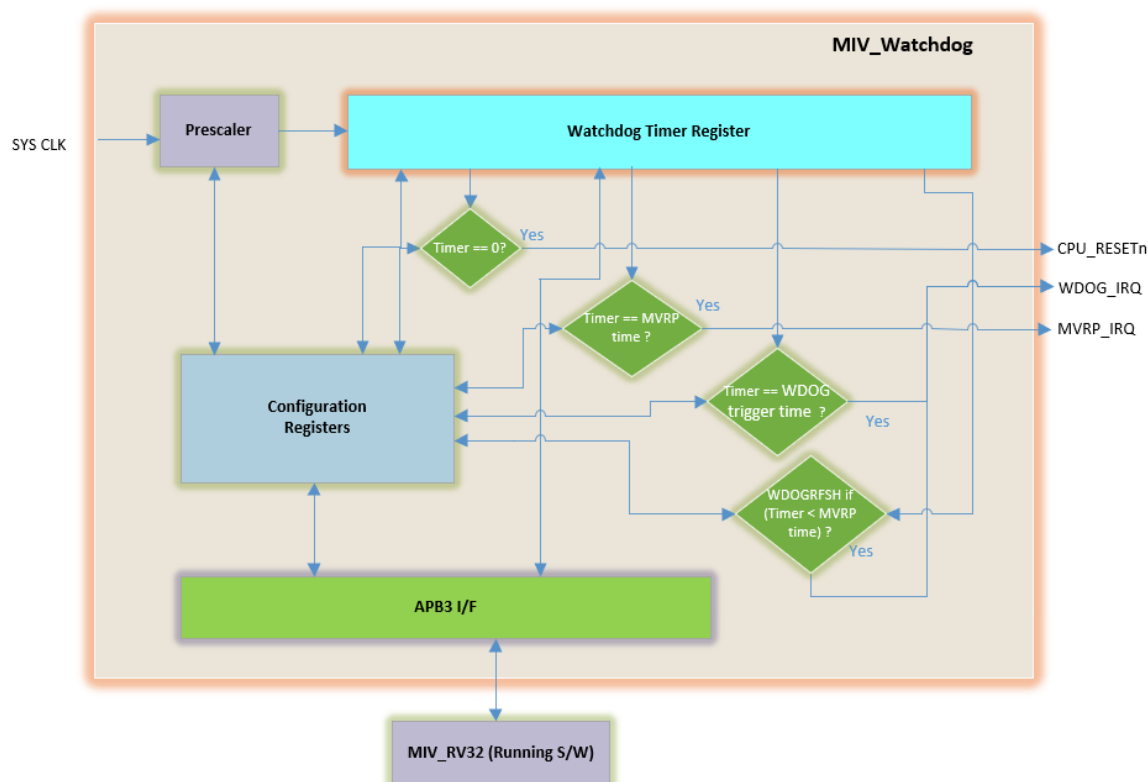 MIV_Watchdog
Prescaler
Watchdog Timer Register
SYS CLK
Timer == 0?
Yes
CPU_RESETn
WDOG_IRQ
Timer == MVRP
time ?
Yes
MVRP_IRQ
Configuration
Registers
Timer == WDOG
trigger time ?
Yes
WDOGRFSH if
(Timer < MVRP
time) ?
Yes
APB3 I/F
MIV_RV32 (Running S/W)